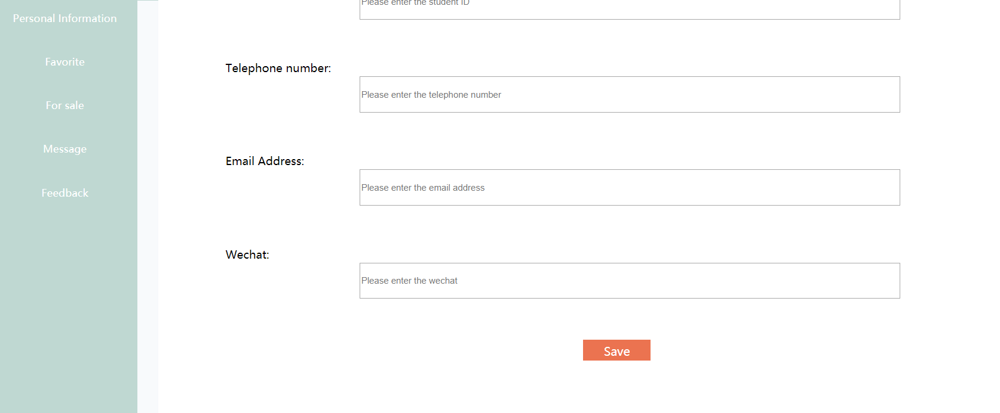 Personal Information
Favorite
For sale
Message
Feedback
Please enter the student ID
Telephone number:
Please enter the telephone number
Email Address:
Please enter the email address
Wechat:
Please enter the wechat
Save